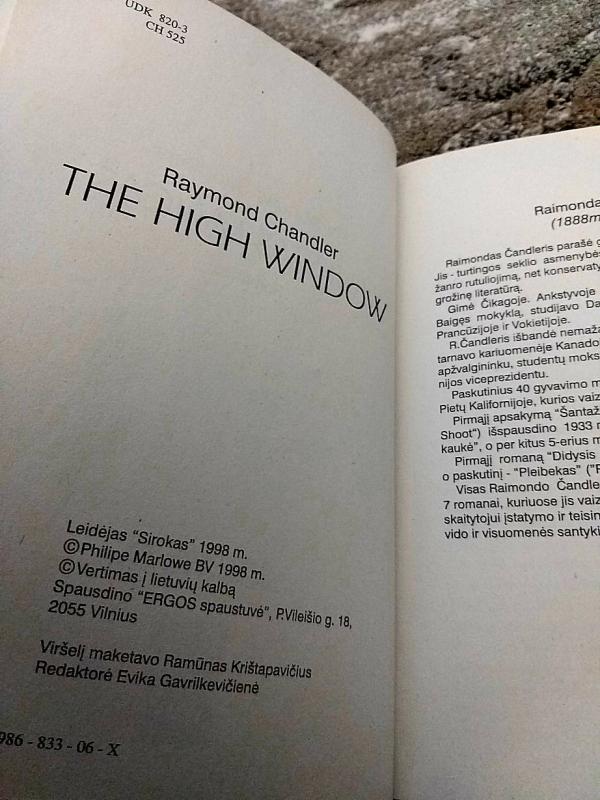 UDK 820-3
CH 525
Raymond Chandler
THE HIGH WINDOW
Leidėjas "Sirokas" 1998 m.
©Philipe Marlowe BV 1998 m.
©Vertimas į lietuvių kalbą
Spausdino "ERGOS spaustuvė", P.Vileišio g. 18,
2055 Vilnius
Viršelį maketavo Ramūnas Krištapavičius
Redaktorė Evika Gavrilkevičienė
986 - 833 - 06 - X
Raimondas
(1888m
Raimondas Čandleris parašė
Jis - turtingos seklio asmenybės
žanro rutuliojimą, net konservaty
grožinę literatūrą.
Gimė Čikagoje. Ankstyvoje
Baigęs mokyklą, studijavo Da
Prancūzijoje ir Vokietijoje.
R.Čandleris išbandė nemaža
tarnavo kariuomenėje Kanado
apžvalgininku, studentų moks
nijos viceprezidentu.
Paskutinius 40 gyvavimo m
Pietų Kalifornijoje, kurios vaiz
Pirmąjį apsakymą "Šantaž
Shoot") išspausdino 1933 m
kaukė", o per kitus 5-erius m
Pirmąjį romaną "Didysis
o paskutinį - "Pleibekas" ("P
Visas Raimondo Čandle
7 romanai, kuriuose jis vaiz
skaitytojui įstatymo ir teisin
vido ir visuomenės santyki